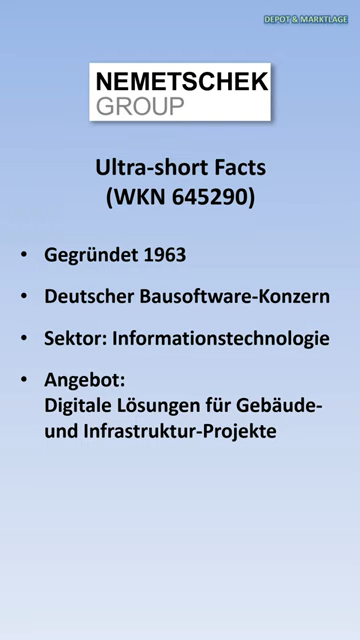 DEPOT & MARKTLAGE
NEMETSCHEK
GROUP
Ultra-short Facts
(WKN 645290)
• Gegründet 1963
• Deutscher Bausoftware-Konzern
• Sektor: Informationstechnologie
• Angebot:
Digitale Lösungen für Gebäude-
und Infrastruktur-Projekte